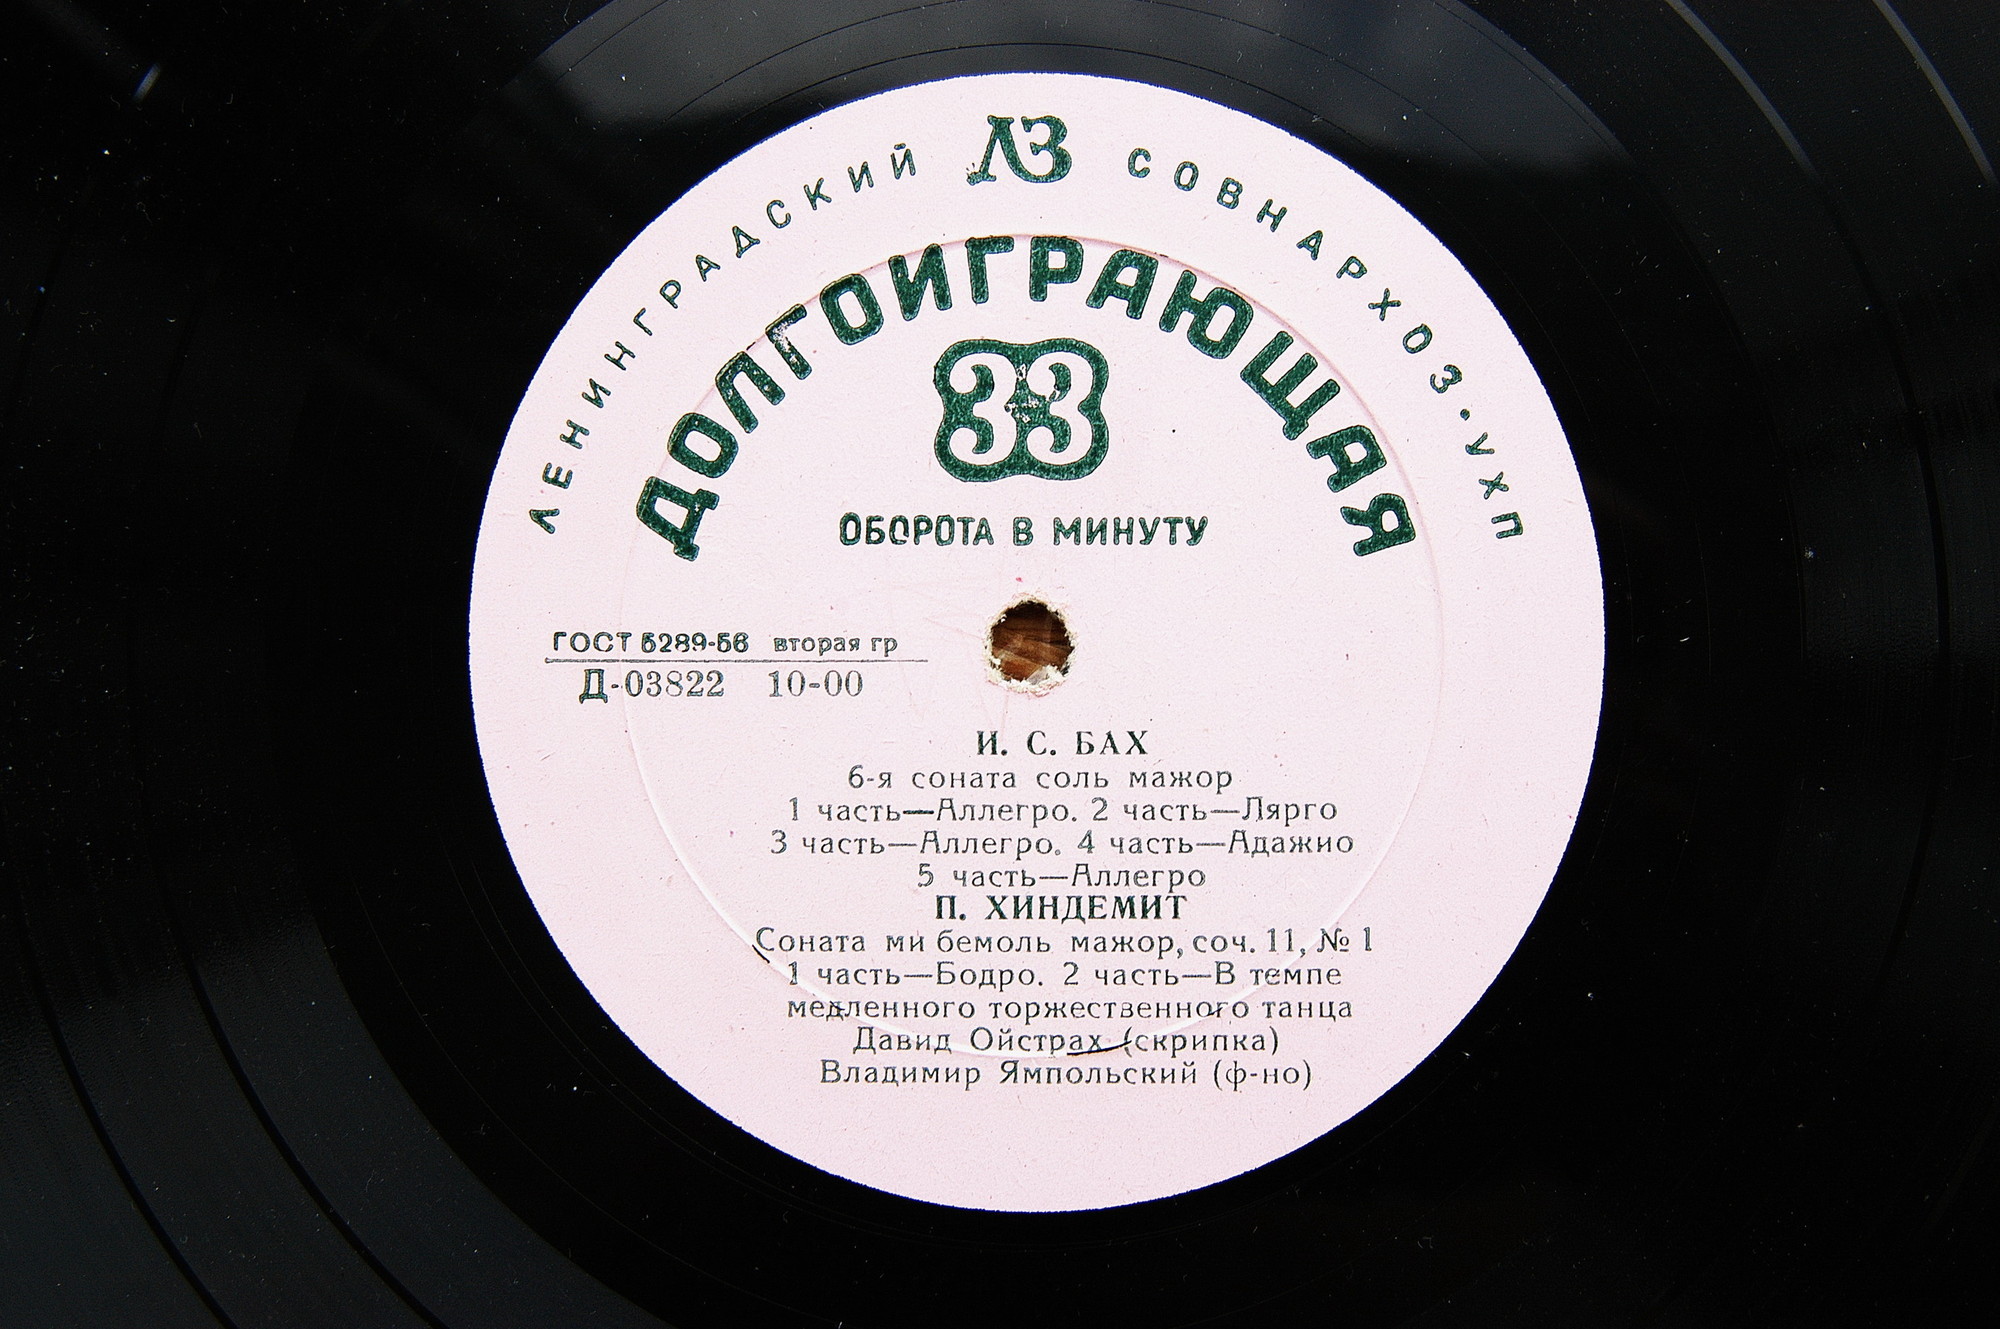 ЛЕНИНГРАДСКИЙ ЛЗ СОВНАРХОЗ·УХП
ДОЛГОИГРАЮЩАЯ
33
ОБОРОТА В МИНУТУ
ГОСТ 5289-56 вторая гр
Д-03822 10-00
И. С. БАХ
6-я соната соль мажор
1 часть—Аллегро. 2 часть—Лярго
3 часть—Аллегро. 4 часть—Адажио
5 часть—Аллегро
П. ХИНДЕМИТ
Соната ми бемоль мажор, соч. 11, № 1
1 часть—Бодро. 2 часть—В темпе
медленного торжественного танца
Давид Ойстрах (скрипка)
Владимир Ямпольский (ф-но)